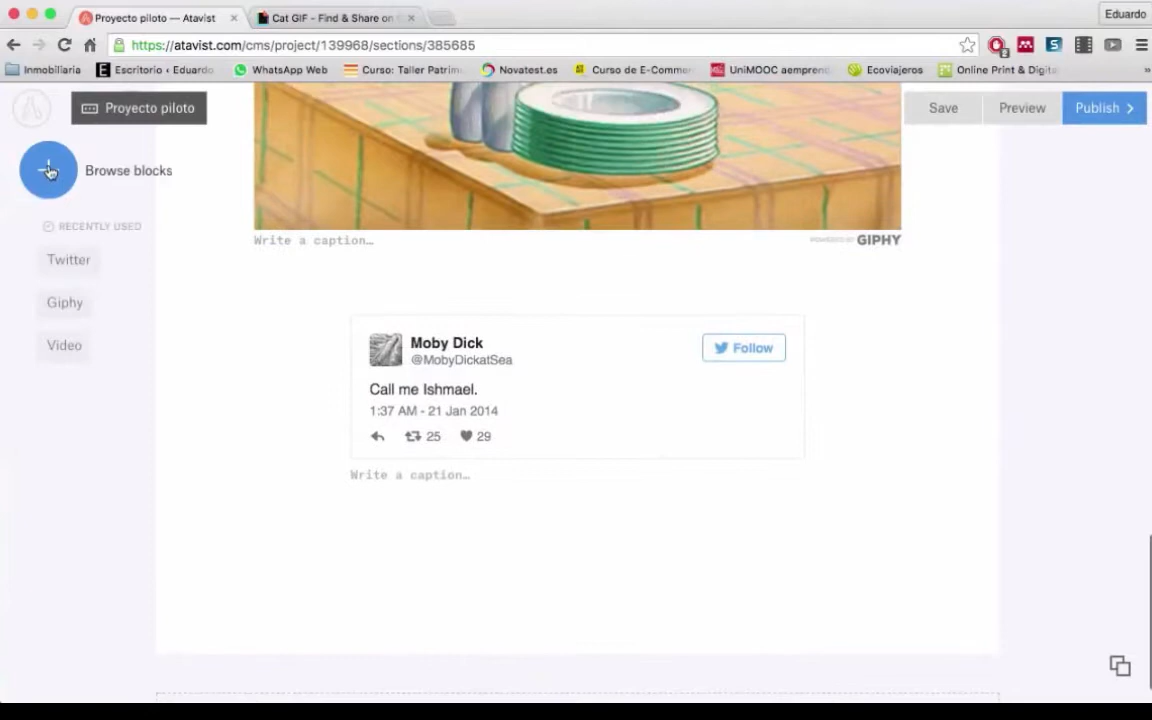 Proyecto piloto — Atavist
Cat GIF - Find & Share on
Eduardo
https://atavist.com/cms/project/139968/sections/385685
Inmobiliaria
Escritorio ‹ Eduardo
WhatsApp Web
Curso: Taller Patrim
Novatest.es
Curso de E-Commer
UniMOOC aemprend
Ecoviajeros
Online Print & Digita
»
Proyecto piloto
Save
Preview
Publish
Browse blocks
RECENTLY USED
Twitter
Giphy
Video
Write a caption…
POWERED BY GIPHY
Moby Dick
@MobyDickatSea
Follow
Call me Ishmael.
1:37 AM - 21 Jan 2014
25 29
Write a caption…